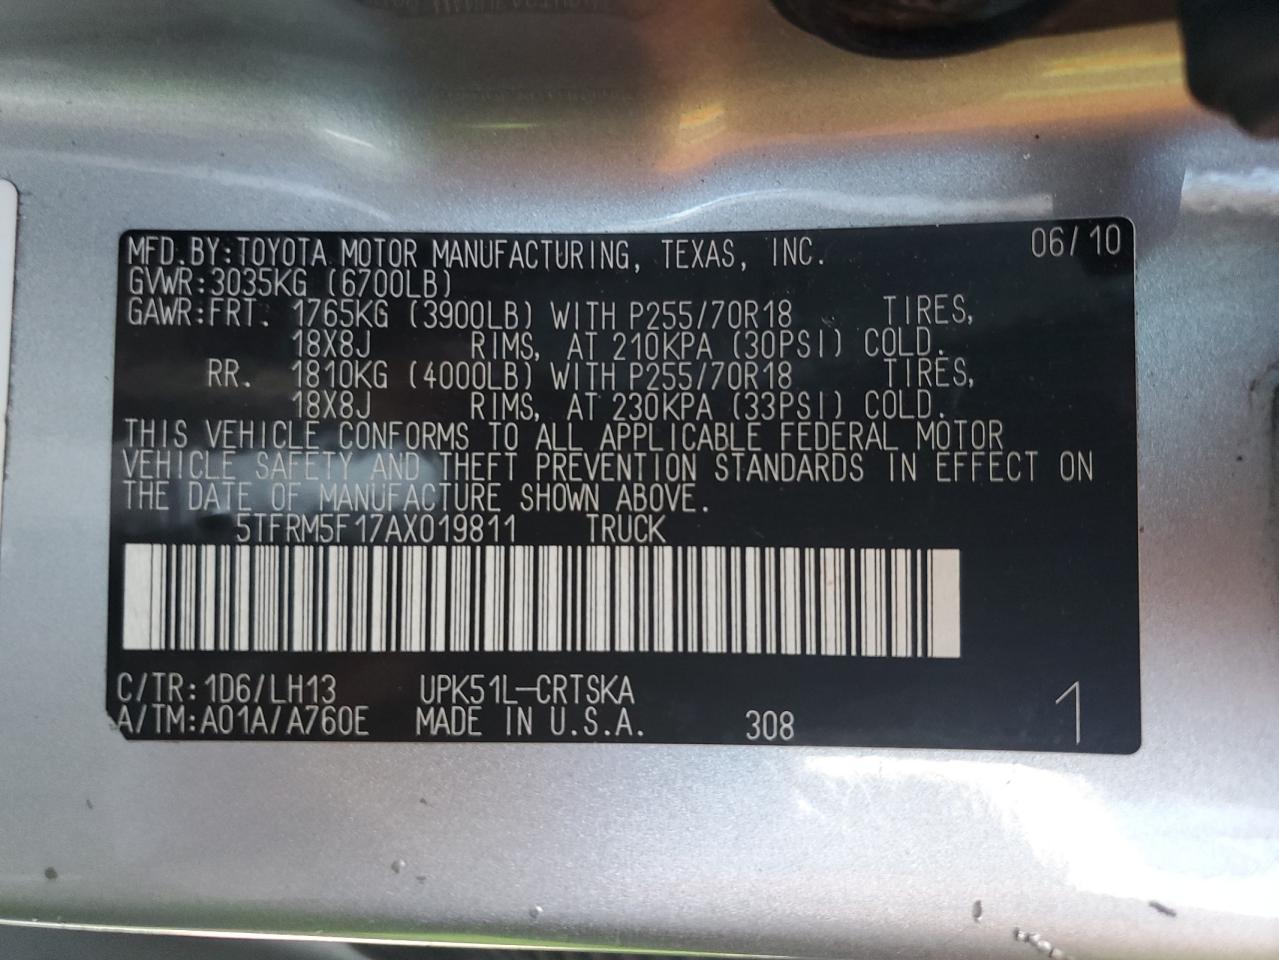 MFD.BY:TOYOTA MOTOR MANUFACTURING, TEXAS, INC. 06/10
GVWR:3035KG (6700LB)
GAWR:FRT. 1765KG (3900LB) WITH P255/70R18 TIRES,
18X8J RIMS, AT 210KPA (30PSI) COLD.
RR. 1810KG (4000LB) WITH P255/70R18 TIRES,
18X8J RIMS, AT 230KPA (33PSI) COLD.
THIS VEHICLE CONFORMS TO ALL APPLICABLE FEDERAL MOTOR
VEHICLE SAFETY AND THEFT PREVENTION STANDARDS IN EFFECT ON
THE DATE OF MANUFACTURE SHOWN ABOVE.
5TFRM5F17AX019811 TRUCK
C/TR:1D6/LH13 UPK51L-CRTSKA
A/TM:A01A/A760E MADE IN U.S.A. 308 1